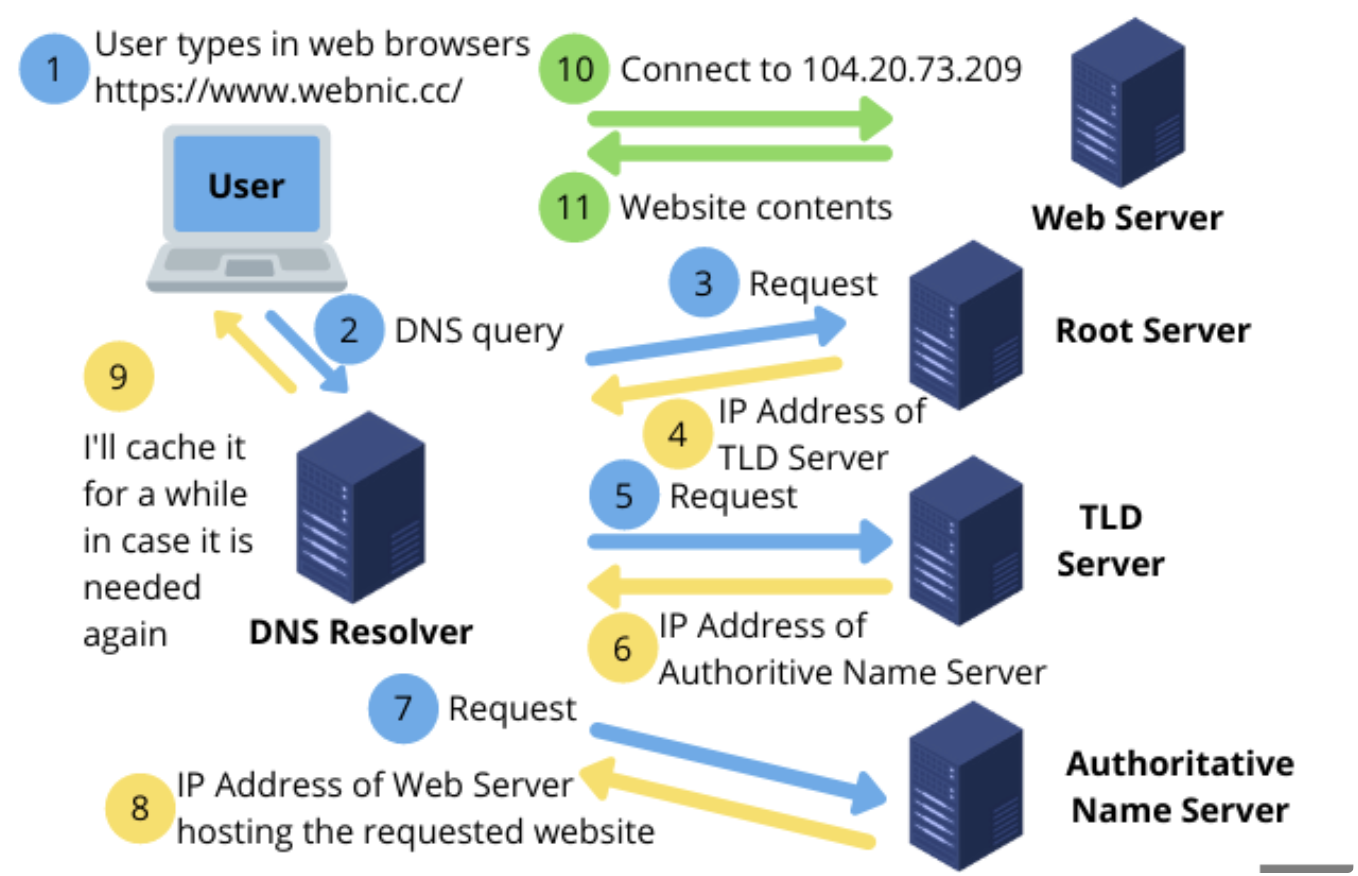 1
User types in web browsers
https://www.webnic.cc/
User
10
Connect to 104.20.73.209
11
Website contents
Web Server
2
DNS query
3
Request
Root Server
4
IP Address of
TLD Server
9
I'll cache it
for a while
in case it is
needed
again
DNS Resolver
5
Request
TLD
Server
6
IP Address of
Authoritive Name Server
7
Request
8
IP Address of Web Server
hosting the requested website
Authoritative
Name Server